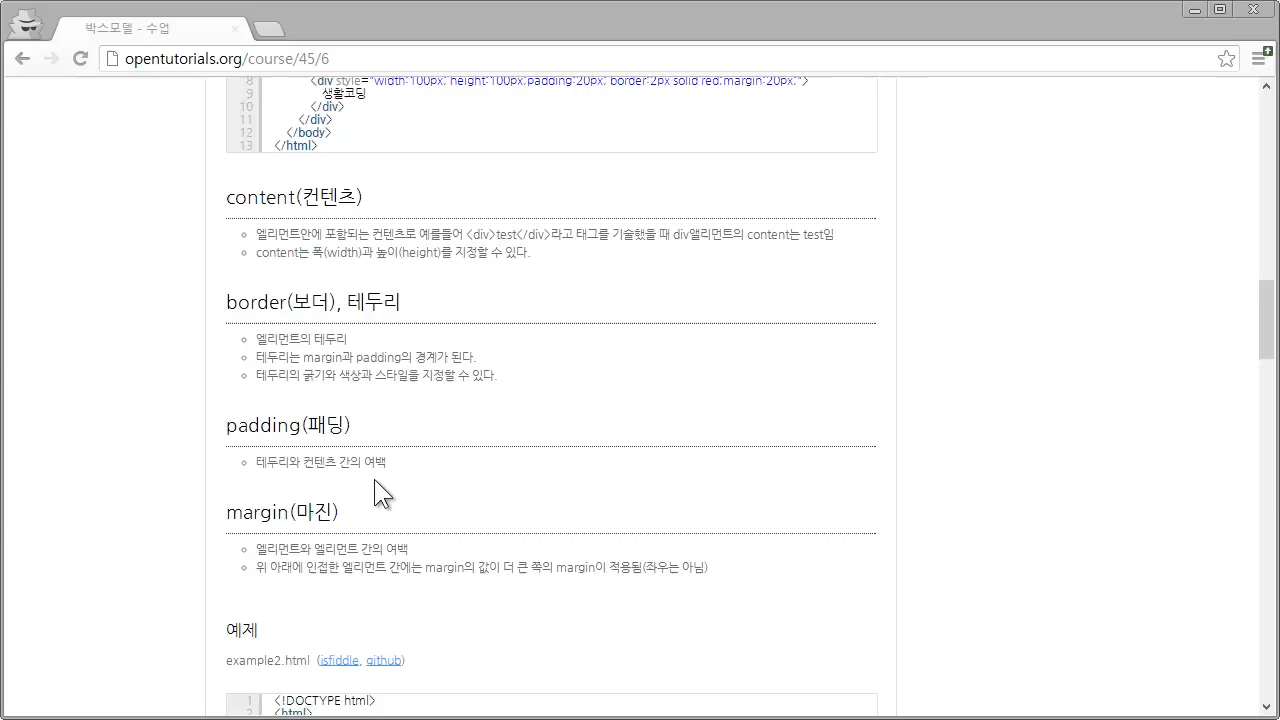 박스모델 - 수업
opentutorials.org/course/45/6
8 <div style="width:100px; height:100px;padding:20px; border:2px solid red;margin:20px;">
9 생활코딩
10 </div>
11 </div>
12 </body>
13 </html>
content(컨텐츠)
엘리먼트안에 포함되는 컨텐츠로 예를들어 <div>test</div>라고 태그를 기술했을 때 div앨리먼트의 content는 test임
content는 폭(width)과 높이(height)를 지정할 수 있다.
border(보더), 테두리
엘리먼트의 테두리
테두리는 margin과 padding의 경계가 된다.
테두리의 굵기와 색상과 스타일을 지정할 수 있다.
padding(패딩)
테두리와 컨텐츠 간의 여백
margin(마진)
엘리먼트와 엘리먼트 간의 여백
위 아래에 인접한 엘리먼트 간에는 margin의 값이 더 큰 쪽의 margin이 적용됨(좌우는 아님)
예제
example2.html (jsfiddle, github)
1 <!DOCTYPE html>
2 <html>